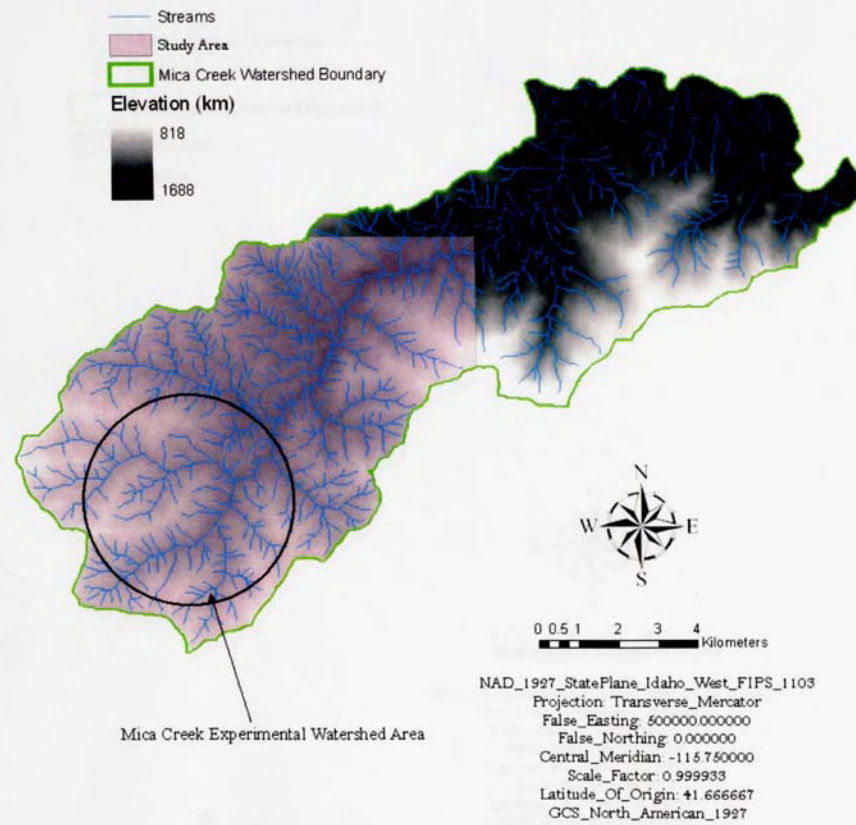 Streams
Study Area
Mica Creek Watershed Boundary
Elevation (km)
818
1688
N
W
E
S
0 0.5 1 2 3 4
Kilometers
NAD_1927_StatePlane_Idaho_West_FIPS_1103
Projection: Transverse_Mercator
False_Easting: 500000.000000
False_Northing: 0.000000
Central_Meridian: -115.750000
Scale_Factor: 0.999933
Latitude_Of_Origin: 41.666667
GCS_North_American_1927
Mica Creek Experimental Watershed Area